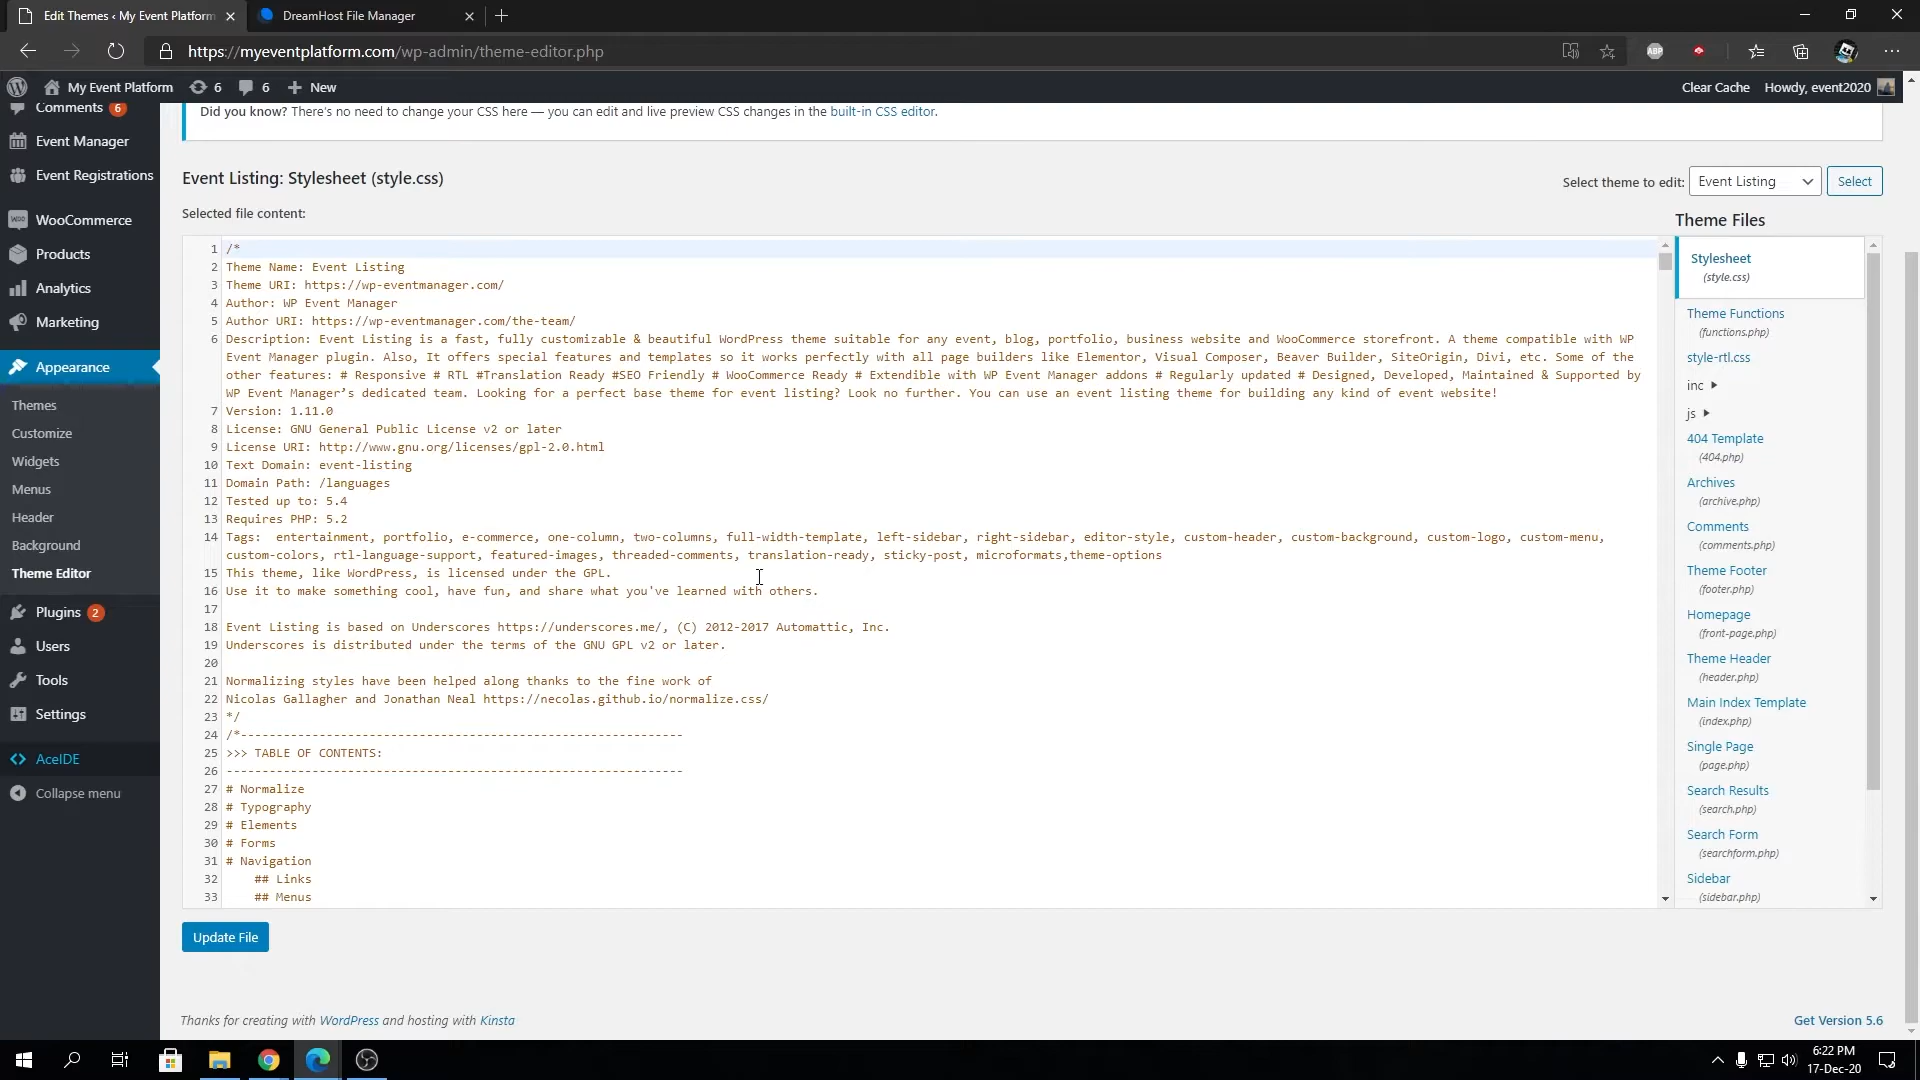 Edit Themes ‹ My Event Platform
DreamHost File Manager
https://myeventplatform.com/wp-admin/theme-editor.php
ABP
My Event Platform
6
6
New
Clear Cache
Howdy, event2020
Comments 6
Event Manager
Event Registrations
WOO
WooCommerce
Products
Analytics
Marketing
Appearance
Themes
Customize
Widgets
Menus
Header
Background
Theme Editor
Plugins 2
Users
Tools
Settings
AceIDE
Collapse menu
Did you know? There's no need to change your CSS here — you can edit and live preview CSS changes in the built-in CSS editor.
Event Listing: Stylesheet (style.css)
Select theme to edit:
Event Listing
Select
Selected file content:
1 /*
2 Theme Name: Event Listing
3 Theme URI: https://wp-eventmanager.com/
4 Author: WP Event Manager
5 Author URI: https://wp-eventmanager.com/the-team/
6 Description: Event Listing is a fast, fully customizable & beautiful WordPress theme suitable for any event, blog, portfolio, business website and WooCommerce storefront. A theme compatible with WP
Event Manager plugin. Also, It offers special features and templates so it works perfectly with all page builders like Elementor, Visual Composer, Beaver Builder, SiteOrigin, Divi, etc. Some of the
other features: # Responsive # RTL #Translation Ready #SEO Friendly # WooCommerce Ready # Extendible with WP Event Manager addons # Regularly updated # Designed, Developed, Maintained & Supported by
WP Event Manager’s dedicated team. Looking for a perfect base theme for event listing? Look no further. You can use an event listing theme for building any kind of event website!
7 Version: 1.11.0
8 License: GNU General Public License v2 or later
9 License URI: http://www.gnu.org/licenses/gpl-2.0.html
10 Text Domain: event-listing
11 Domain Path: /languages
12 Tested up to: 5.4
13 Requires PHP: 5.2
14 Tags:  entertainment, portfolio, e-commerce, one-column, two-columns, full-width-template, left-sidebar, right-sidebar, editor-style, custom-header, custom-background, custom-logo, custom-menu,
custom-colors, rtl-language-support, featured-images, threaded-comments, translation-ready, sticky-post, microformats,theme-options
15 This theme, like WordPress, is licensed under the GPL.
16 Use it to make something cool, have fun, and share what you've learned with others.
17
18 Event Listing is based on Underscores https://underscores.me/, (C) 2012-2017 Automattic, Inc.
19 Underscores is distributed under the terms of the GNU GPL v2 or later.
20
21 Normalizing styles have been helped along thanks to the fine work of
22 Nicolas Gallagher and Jonathan Neal https://necolas.github.io/normalize.css/
23 */
24 /*--------------------------------------------------------------
25 >>> TABLE OF CONTENTS:
26 ----------------------------------------------------------------
27 # Normalize
28 # Typography
29 # Elements
30 # Forms
31 # Navigation
32 ## Links
33 ## Menus
Theme Files
Stylesheet
(style.css)
Theme Functions
(functions.php)
style-rtl.css
inc
js
404 Template
(404.php)
Archives
(archive.php)
Comments
(comments.php)
Theme Footer
(footer.php)
Homepage
(front-page.php)
Theme Header
(header.php)
Main Index Template
(index.php)
Single Page
(page.php)
Search Results
(search.php)
Search Form
(searchform.php)
Sidebar
(sidebar.php)
Update File
Thanks for creating with WordPress and hosting with Kinsta
Get Version 5.6
6:22 PM
17-Dec-20